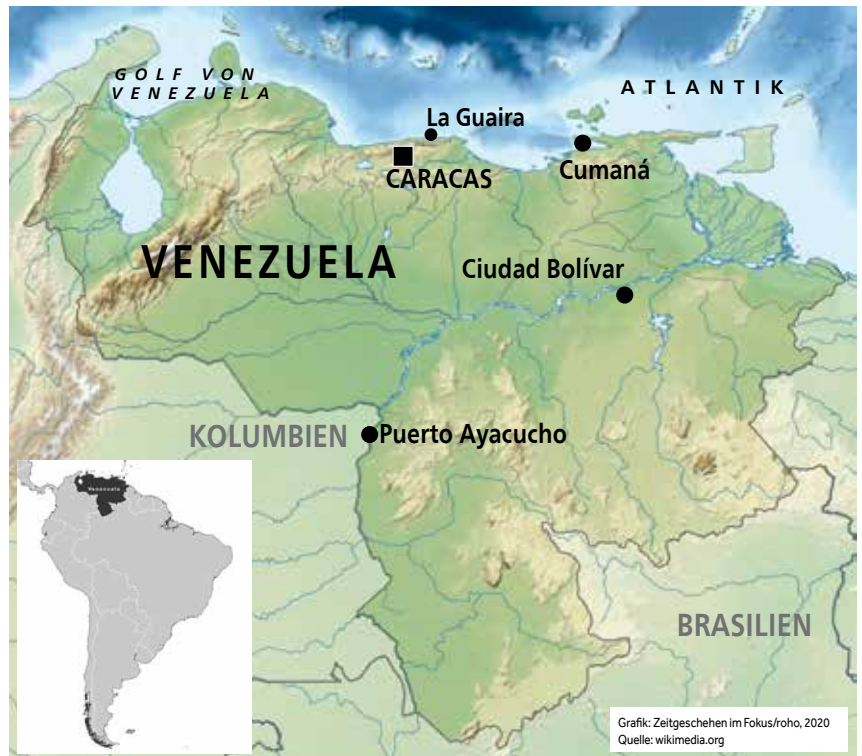 GOLF VON
VENEZUELA
ATLANTIK
La Guaira
CARACAS
Cumaná
VENEZUELA
Ciudad Bolívar
KOLUMBIEN
Puerto Ayacucho
Venezuela
BRASILIEN
Grafik: Zeitgeschehen im Fokus/roho, 2020
Quelle: wikimedia.org